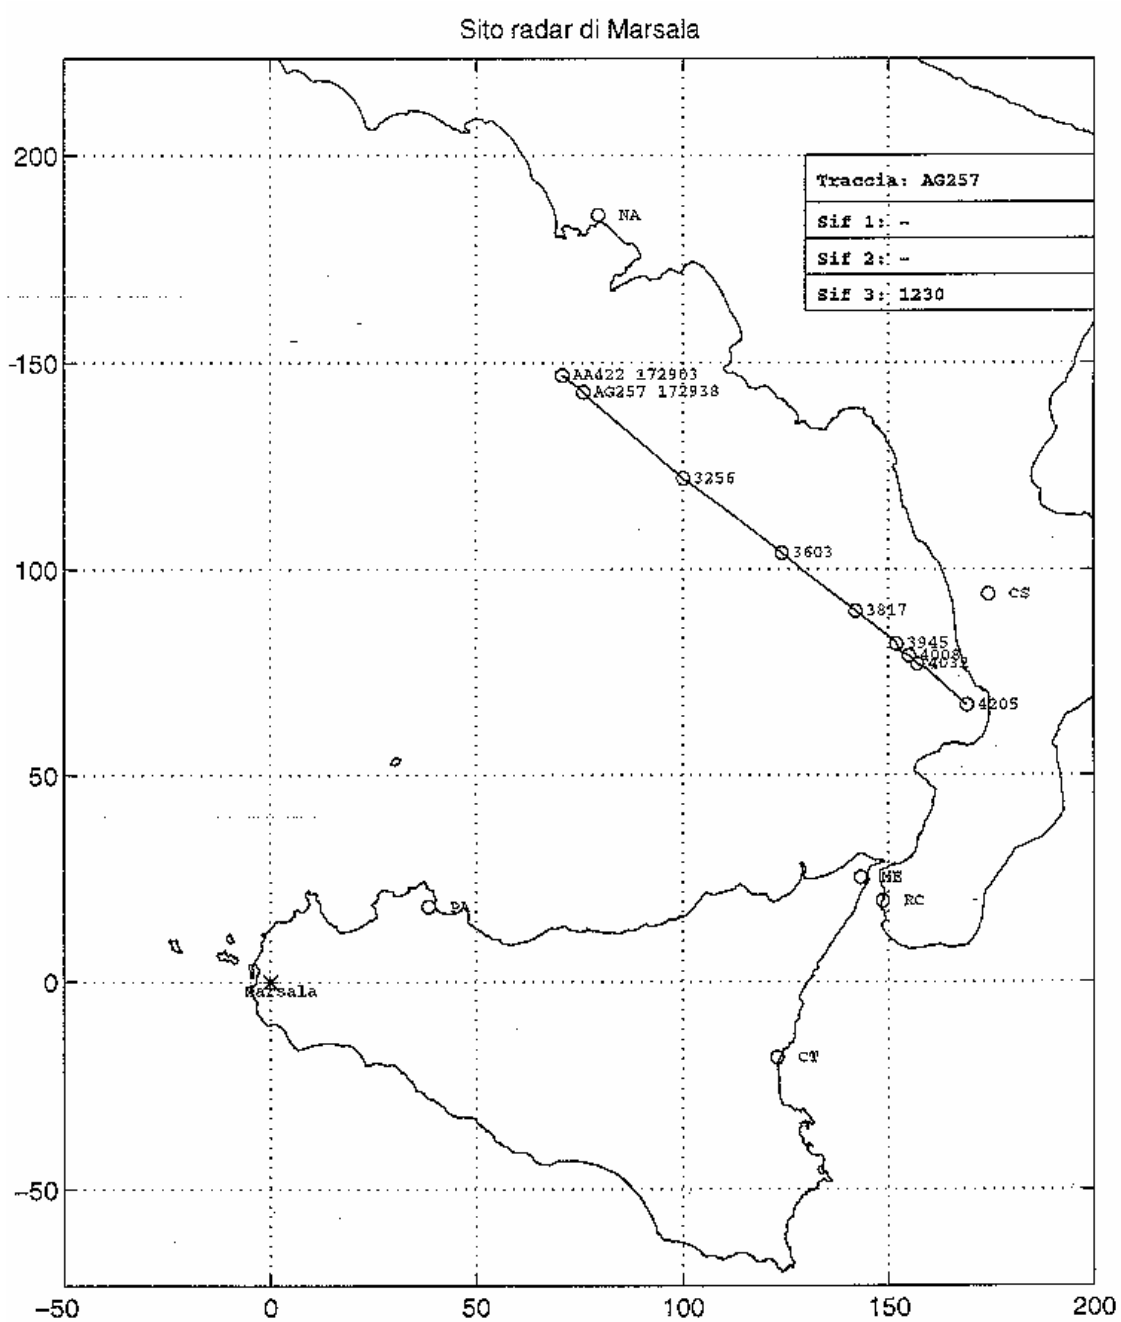 Sito radar di Marsala
200
Traccia: AG257
NA
Sif 1: -
Sif 2: -
Sif 3: 1230
-150
AA422 172903
AG257 172938
3256
100
3603
CS
3817
3945
4008
4032
4205
50
ME
RC
PA
0
Marsala
CT
-50
-50
0
50
100
150
200